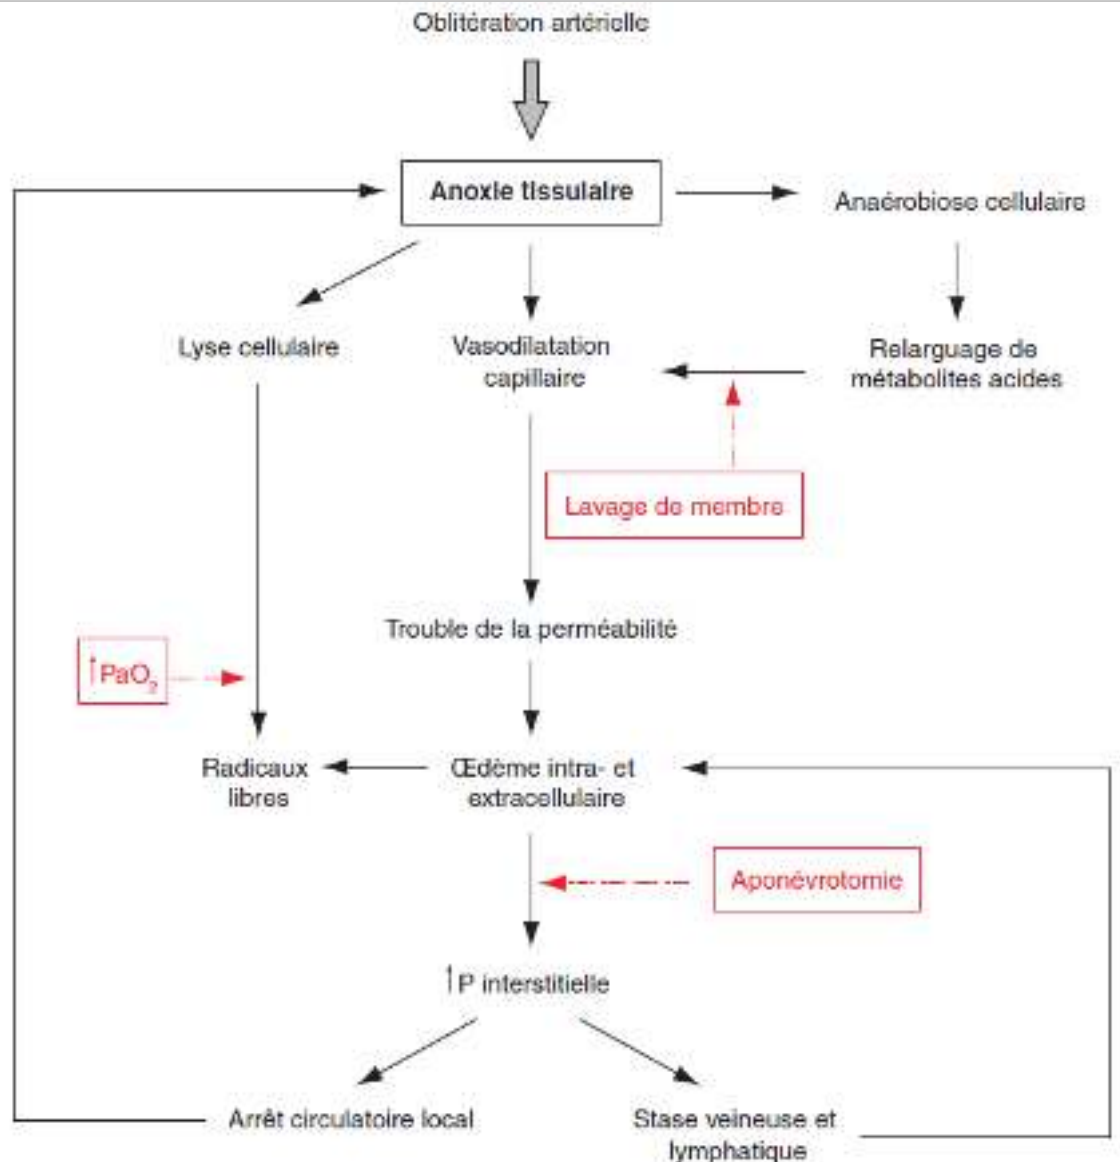 Oblitération artérielle
Anoxie tissulaire
Anaérobiose cellulaire
Lyse cellulaire
Vasodilatation
capillaire
Relarguage de
métabolites acides
Lavage de membre
Trouble de la perméabilité
↑PaO₂
Radicaux
libres
Œdème intra- et
extracellulaire
Aponévrotomie
↑P interstitielle
Arrêt circulatoire local
Stase veineuse et
lymphatique